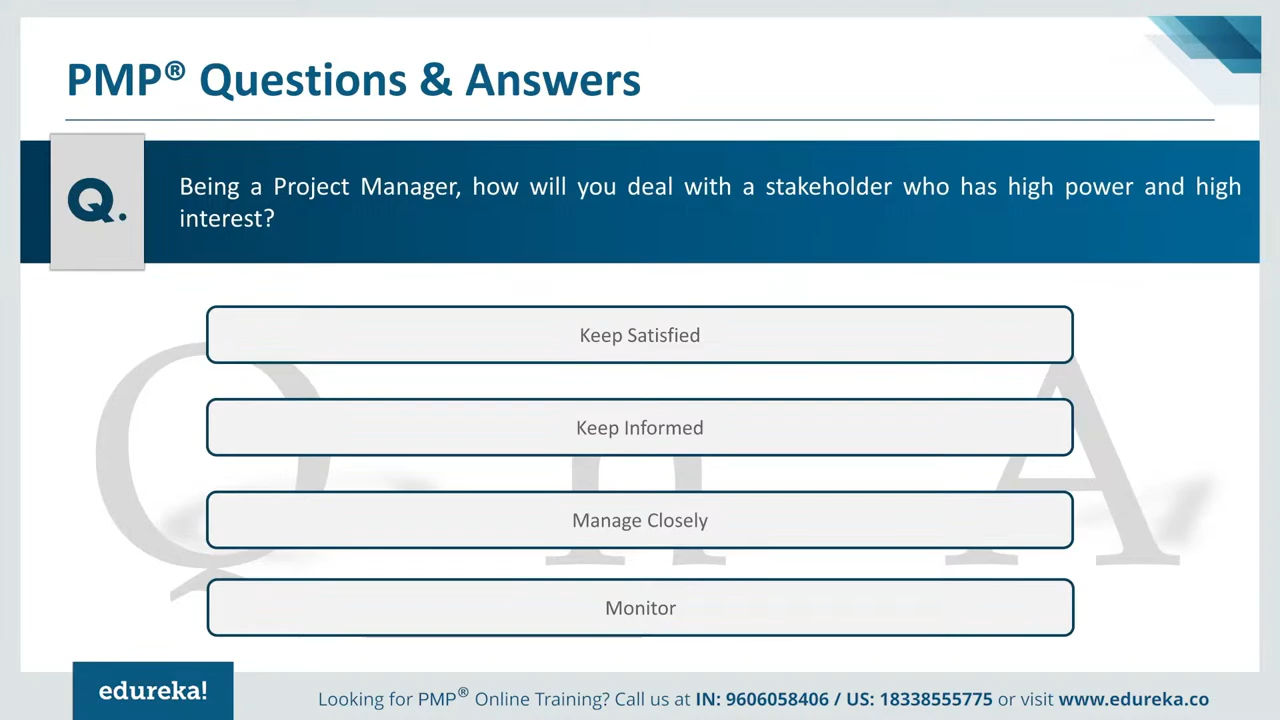 PMP® Questions & Answers
Q.
Being a Project Manager, how will you deal with a stakeholder who has high power and high
interest?
Keep Satisfied
Keep Informed
Manage Closely
Monitor
Q n A
edureka!
Looking for PMP® Online Training? Call us at IN: 9606058406 / US: 18338555775 or visit www.edureka.co